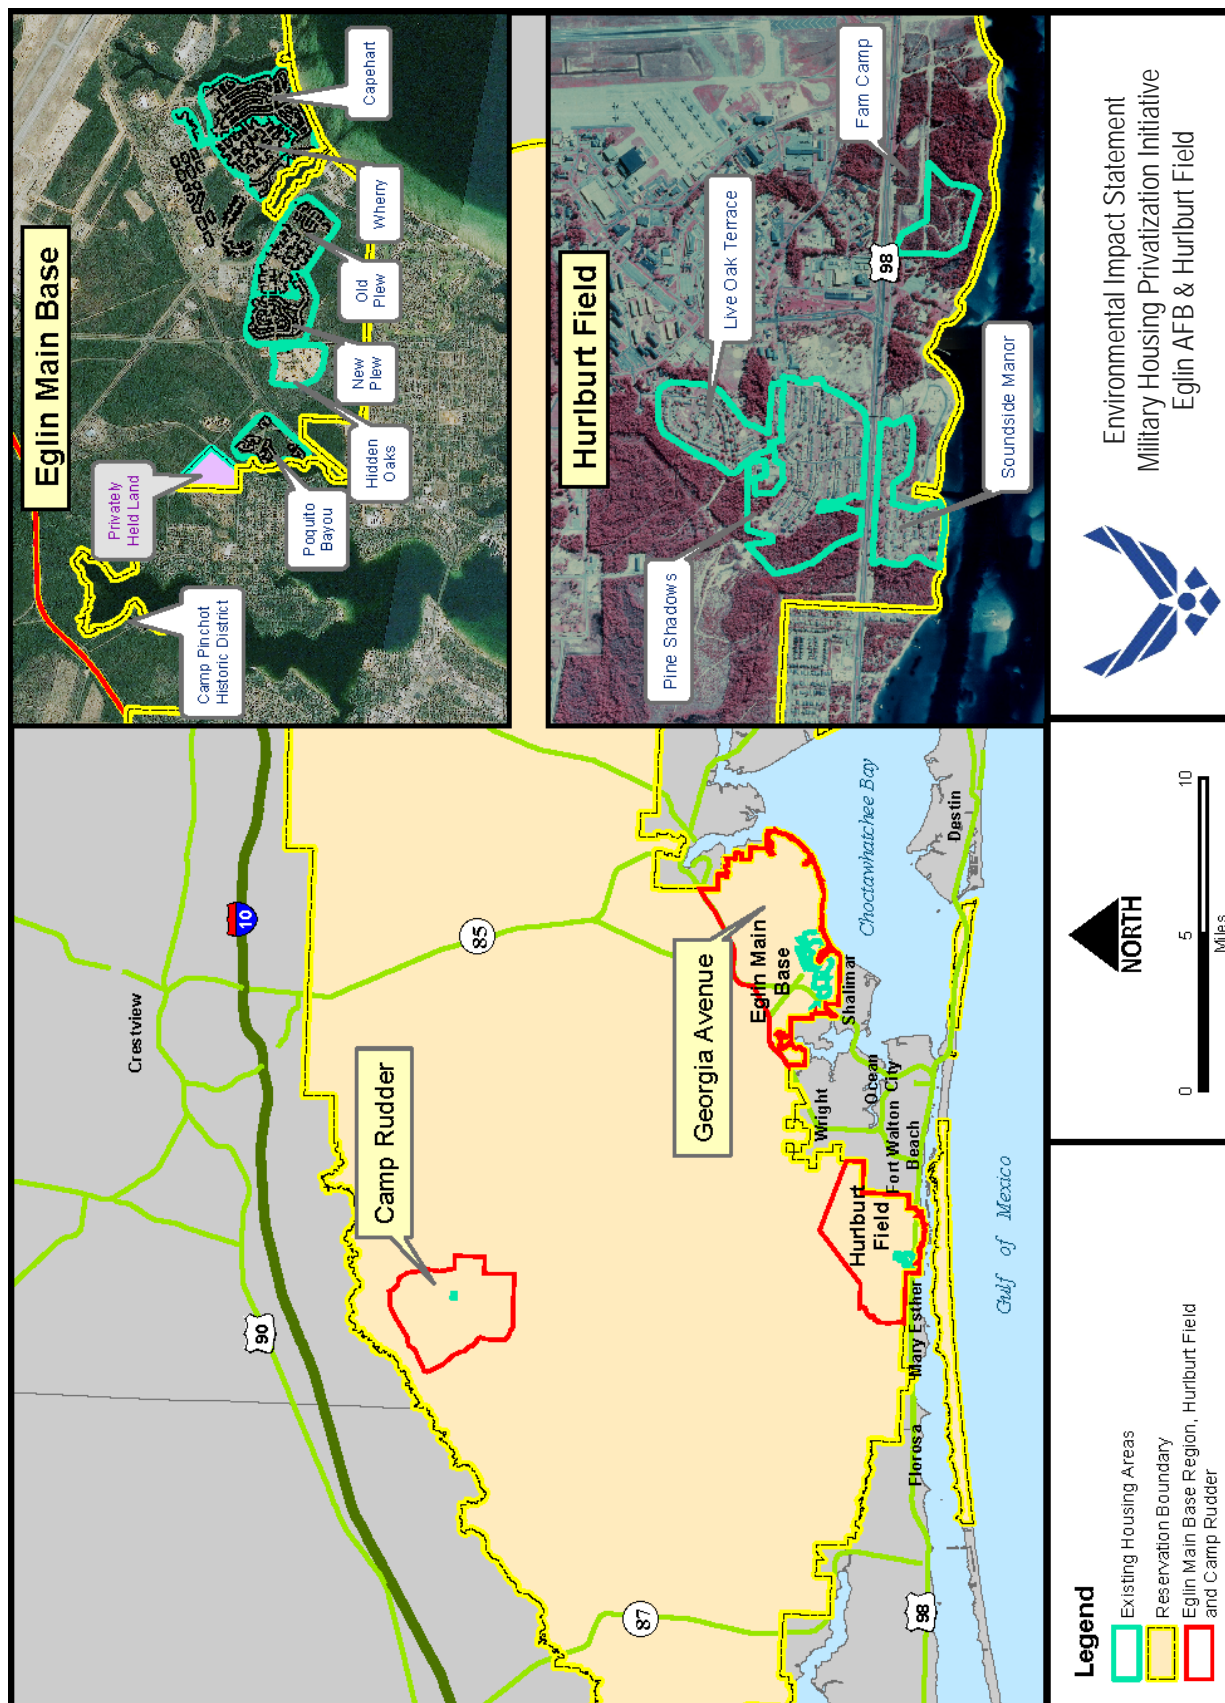 Crestview
10
90
85
87
98
Camp Rudder
Georgia Avenue
Eglin Main
Base
Shalimar
Choctawhatchee Bay
Destin
Wright
Ocean
City
Fort Walton
Beach
Hurlburt
Field
Mary Esther
Florosa
Gulf of Mexico
Eglin Main Base
Camp Pinchot
Historic District
Privately
Held Land
Poquito
Bayou
Hidden
Oaks
New
Plew
Old
Plew
Wherry
Capehart
Hurlburt Field
Pine Shadows
Live Oak Terrace
Fam Camp
98
Soundside Manor
Legend
Existing Housing Areas
Reservation Boundary
Eglin Main Base Region, Hurlburt Field
and Camp Rudder
NORTH
0 5 10
Miles
Environmental Impact Statement
Military Housing Privatization Initiative
Eglin AFB & Hurlburt Field